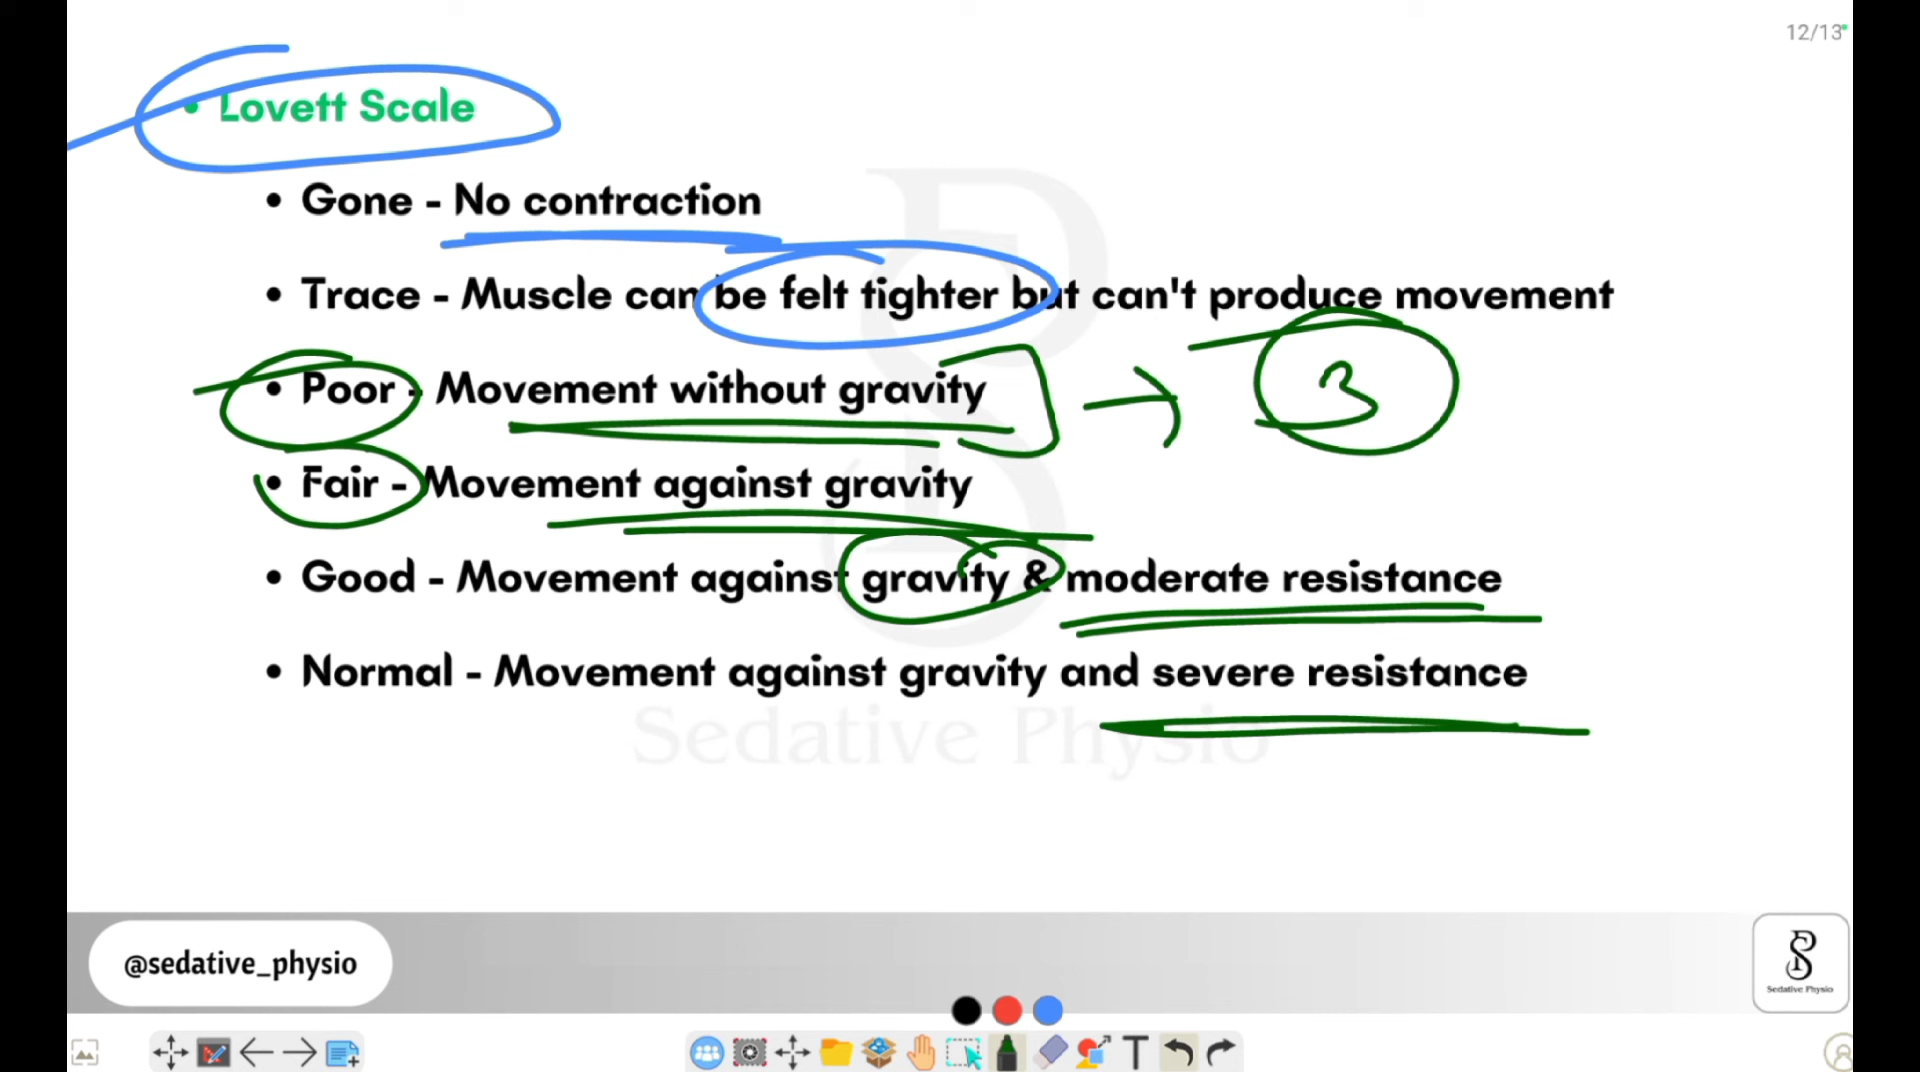 12/13
• Lovett Scale
• Gone - No contraction
• Trace - Muscle can be felt tighter but can't produce movement
• Poor - Movement without gravity → 3
• Fair - Movement against gravity
• Good - Movement against gravity & moderate resistance
• Normal - Movement against gravity and severe resistance
Sedative Physio
@sedative_physio
Sedative Physio
T